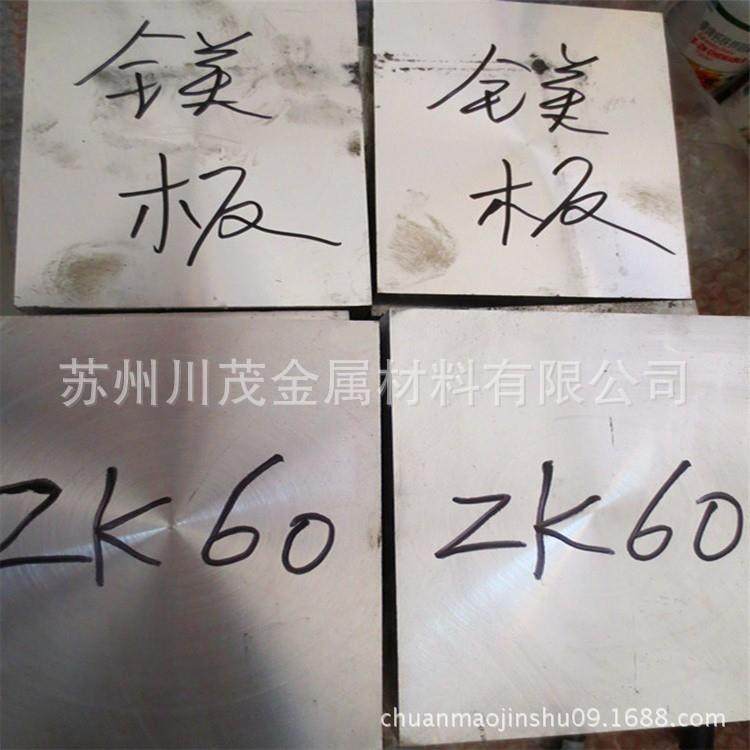 镁 镁
板 板
苏州川茂金属材料有限公司
ZK60 ZK60
chuanmaojinshu09.1688.com